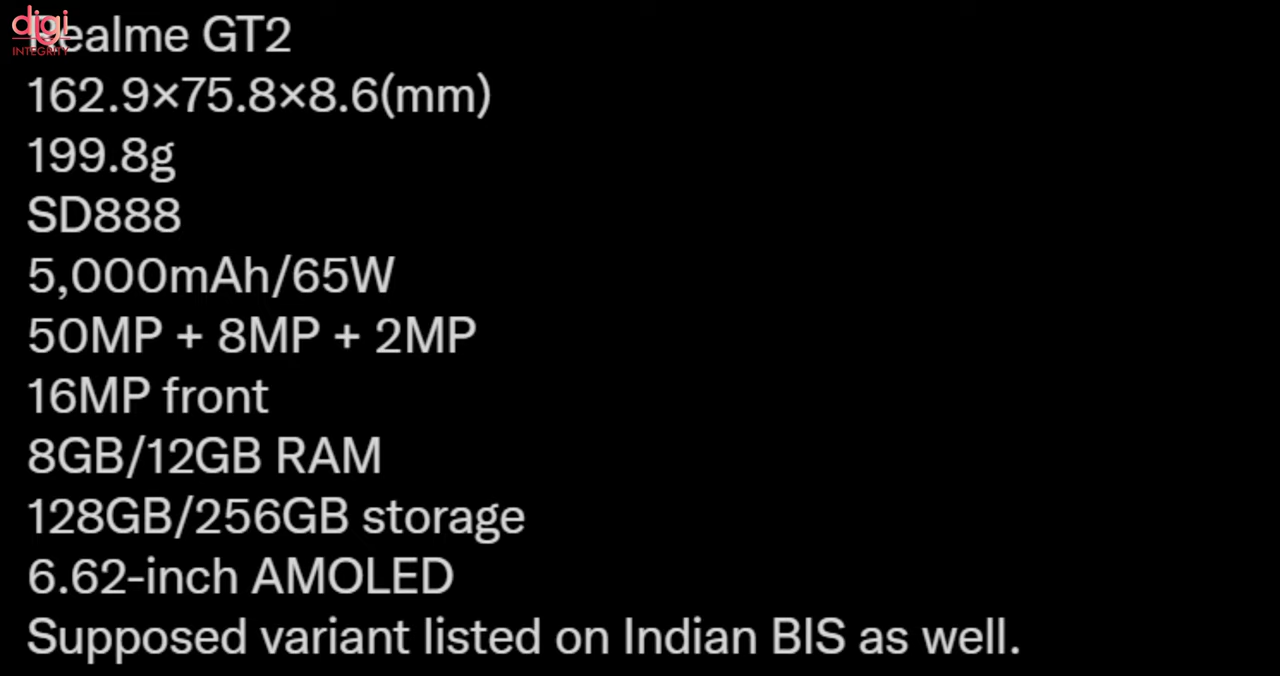 digi
INTEGRITY
Realme GT2
162.9×75.8×8.6(mm)
199.8g
SD888
5,000mAh/65W
50MP + 8MP + 2MP
16MP front
8GB/12GB RAM
128GB/256GB storage
6.62-inch AMOLED
Supposed variant listed on Indian BIS as well.